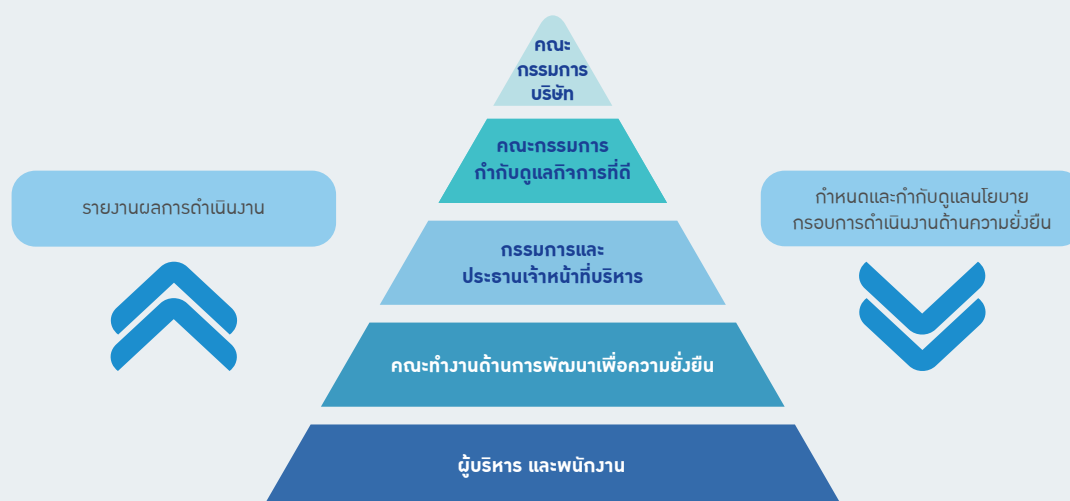 คณะ
กรรมการ
บริษัท
คณะกรรมการ
กำกับดูแลกิจการที่ดี
รายงานผลการดำเนินงาน
กำหนดและกำกับดูแลนโยบาย
กรอบการดำเนินงานด้านความยั่งยืน
กรรมการและ
ประธานเจ้าหน้าที่บริหาร
คณะทำงานด้านการพัฒนาเพื่อความยั่งยืน
ผู้บริหาร และพนักงาน